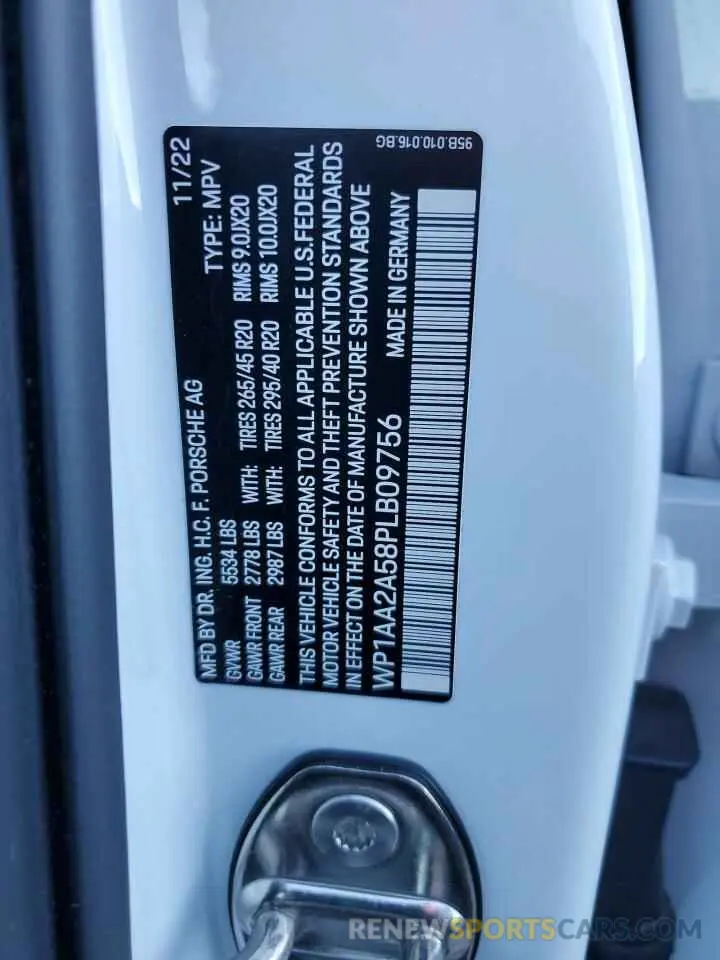 MFD BY DR. ING. H.C. F. PORSCHE AG 11/22
GVWR 5534 LBS TYPE: MPV
GAWR FRONT 2778 LBS WITH: TIRES 265/45 R20 RIMS 9.0JX20
GAWR REAR 2987 LBS WITH: TIRES 295/40 R20 RIMS 10.0JX20
THIS VEHICLE CONFORMS TO ALL APPLICABLE U.S.FEDERAL
MOTOR VEHICLE SAFETY AND THEFT PREVENTION STANDARDS
IN EFFECT ON THE DATE OF MANUFACTURE SHOWN ABOVE
WP1AA2A58PLB09756 MADE IN GERMANY
95B.010.016.BG
RENEWSPORTSCARS.COM